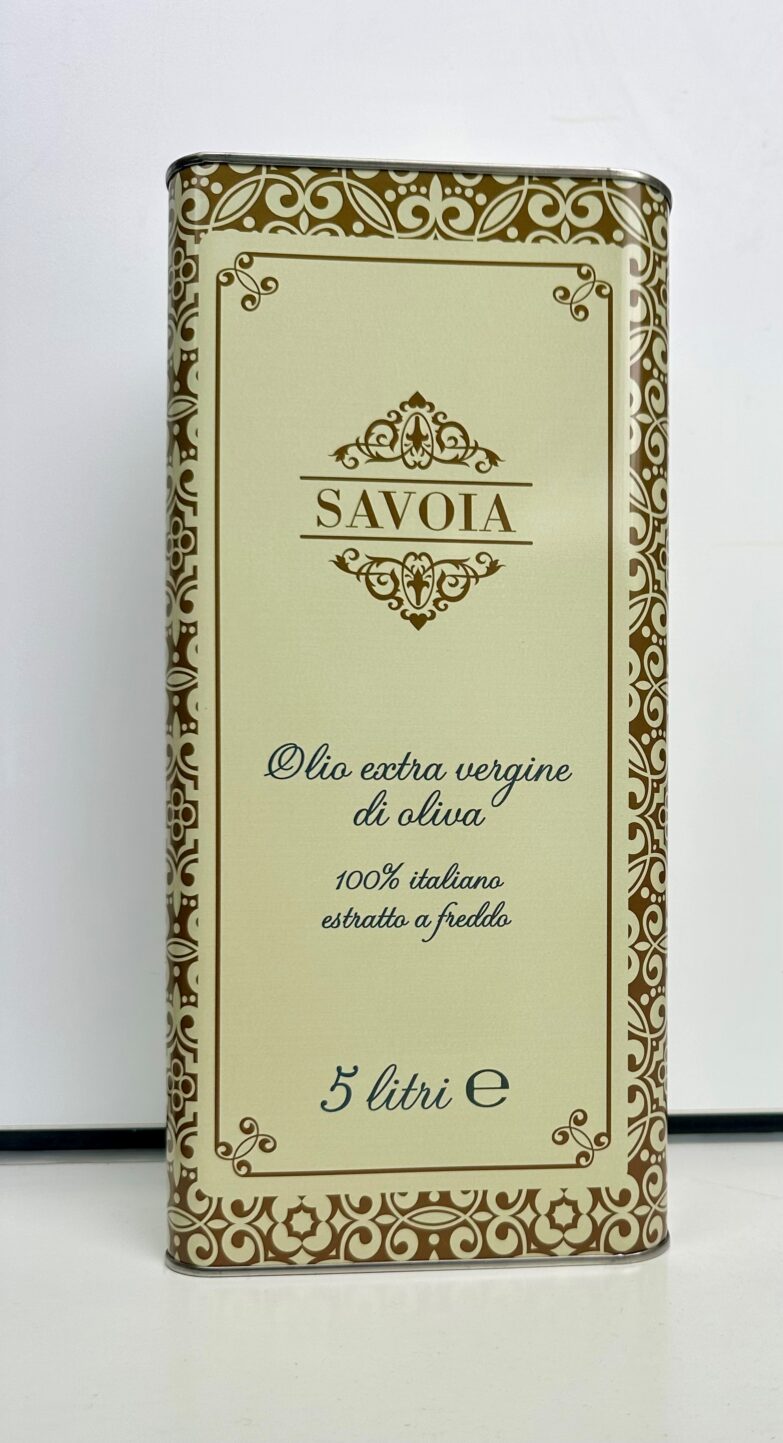 SAVOIA
Olio extra vergine
di oliva
100% italiano
estratto a freddo
5 litri ℮